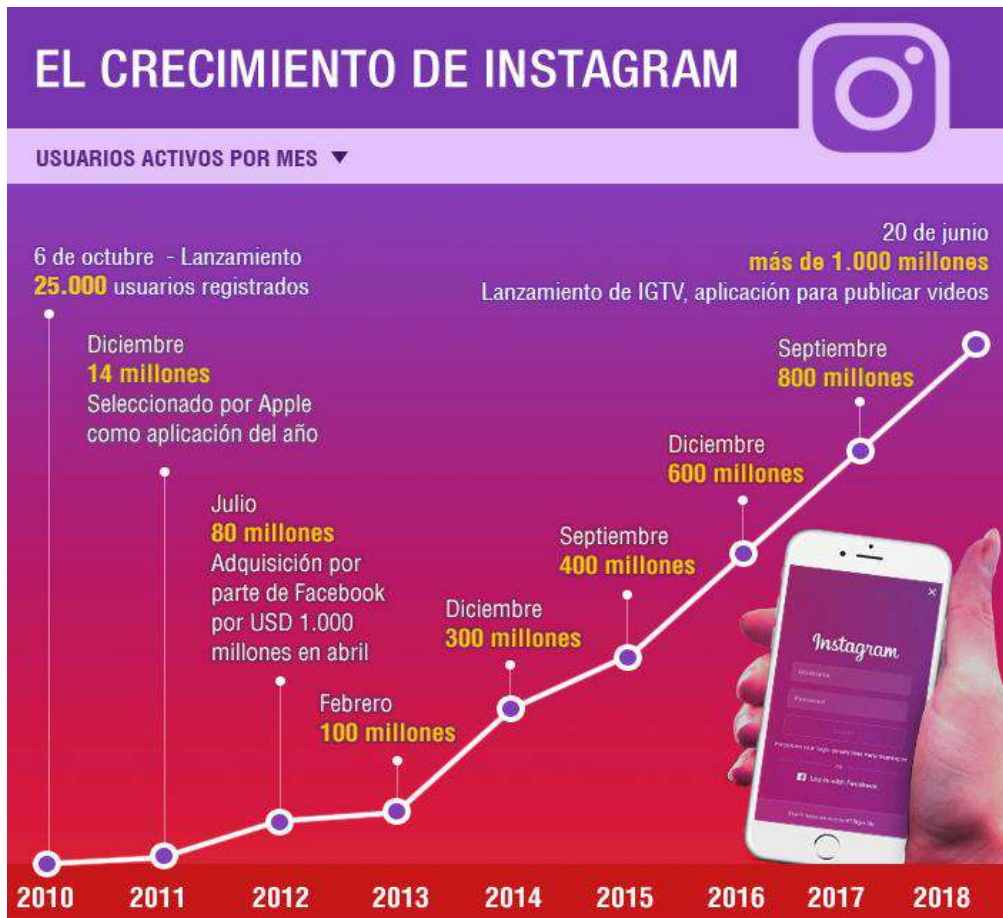 EL CRECIMIENTO DE INSTAGRAM
USUARIOS ACTIVOS POR MES
6 de octubre - Lanzamiento
25.000 usuarios registrados
Diciembre
14 millones
Seleccionado por Apple
como aplicación del año
Julio
80 millones
Adquisición por
parte de Facebook
por USD 1.000
millones en abril
Febrero
100 millones
Diciembre
300 millones
Septiembre
400 millones
Diciembre
600 millones
Septiembre
800 millones
20 de junio
más de 1.000 millones
Lanzamiento de IGTV, aplicación para publicar videos
Instagram
Username
Password
Log in with Facebook
2010 2011 2012 2013 2014 2015 2016 2017 2018